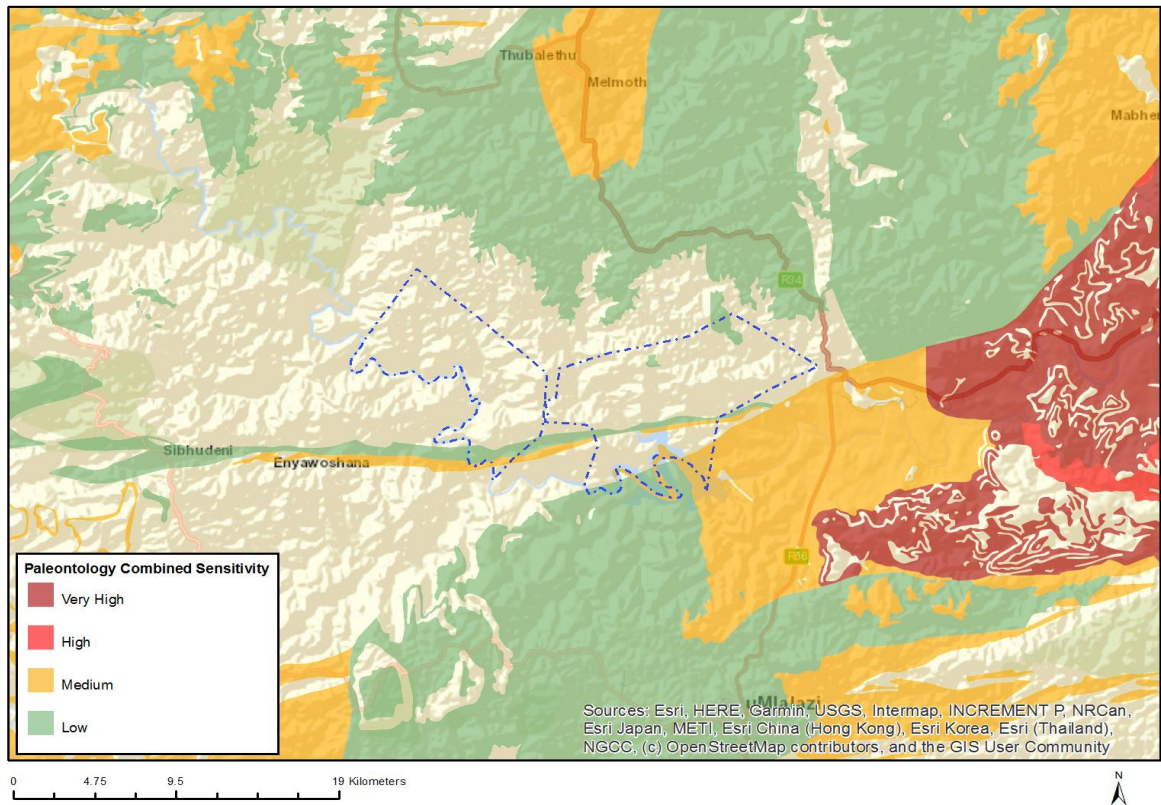 Thubalethu
Melmoth
Mabher
R34
Sibhudeni
Enyawoshana
R66
uMlalazi
Paleontology Combined Sensitivity
Very High
High
Medium
Low
Sources: Esri, HERE, Garmin, USGS, Intermap, INCREMENT P, NRCan,
Esri Japan, METI, Esri China (Hong Kong), Esri Korea, Esri (Thailand),
NGCC, (c) OpenStreetMap contributors, and the GIS User Community
0 4.75 9.5 19 Kilometers
N